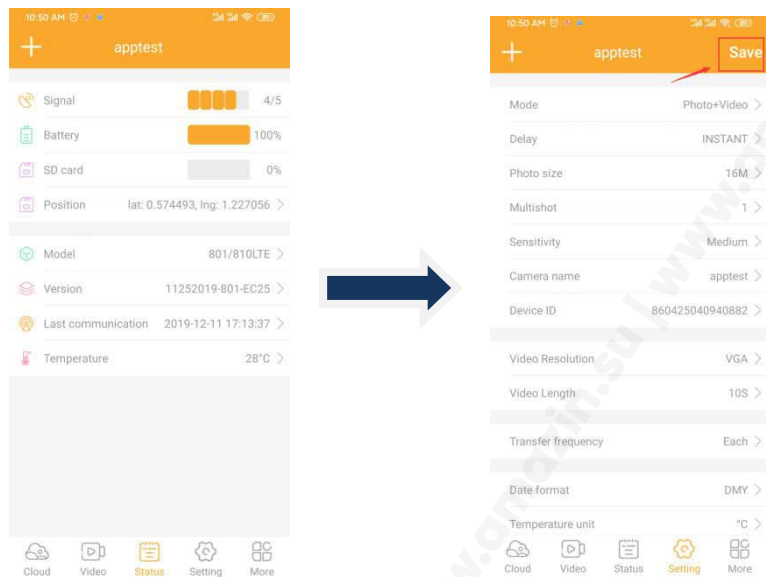 10:50 AM
apptest
Signal 4/5
Battery 100%
SD card 0%
Position lat: 0.574493, lng: 1.227056
Model 801/810LTE
Version 11252019-801-EC25
Last communication 2019-12-11 17:13:37
Temperature 28°C
Cloud Video Status Setting More
10:50 AM
apptest Save
Mode Photo+Video
Delay INSTANT
Photo size 16M
Multishot 1
Sensitivity Medium
Camera name apptest
Device ID 860425040940882
Video Resolution VGA
Video Length 10S
Transfer frequency Each
Date format DMY
Temperature unit °C
Cloud Video Status Setting More